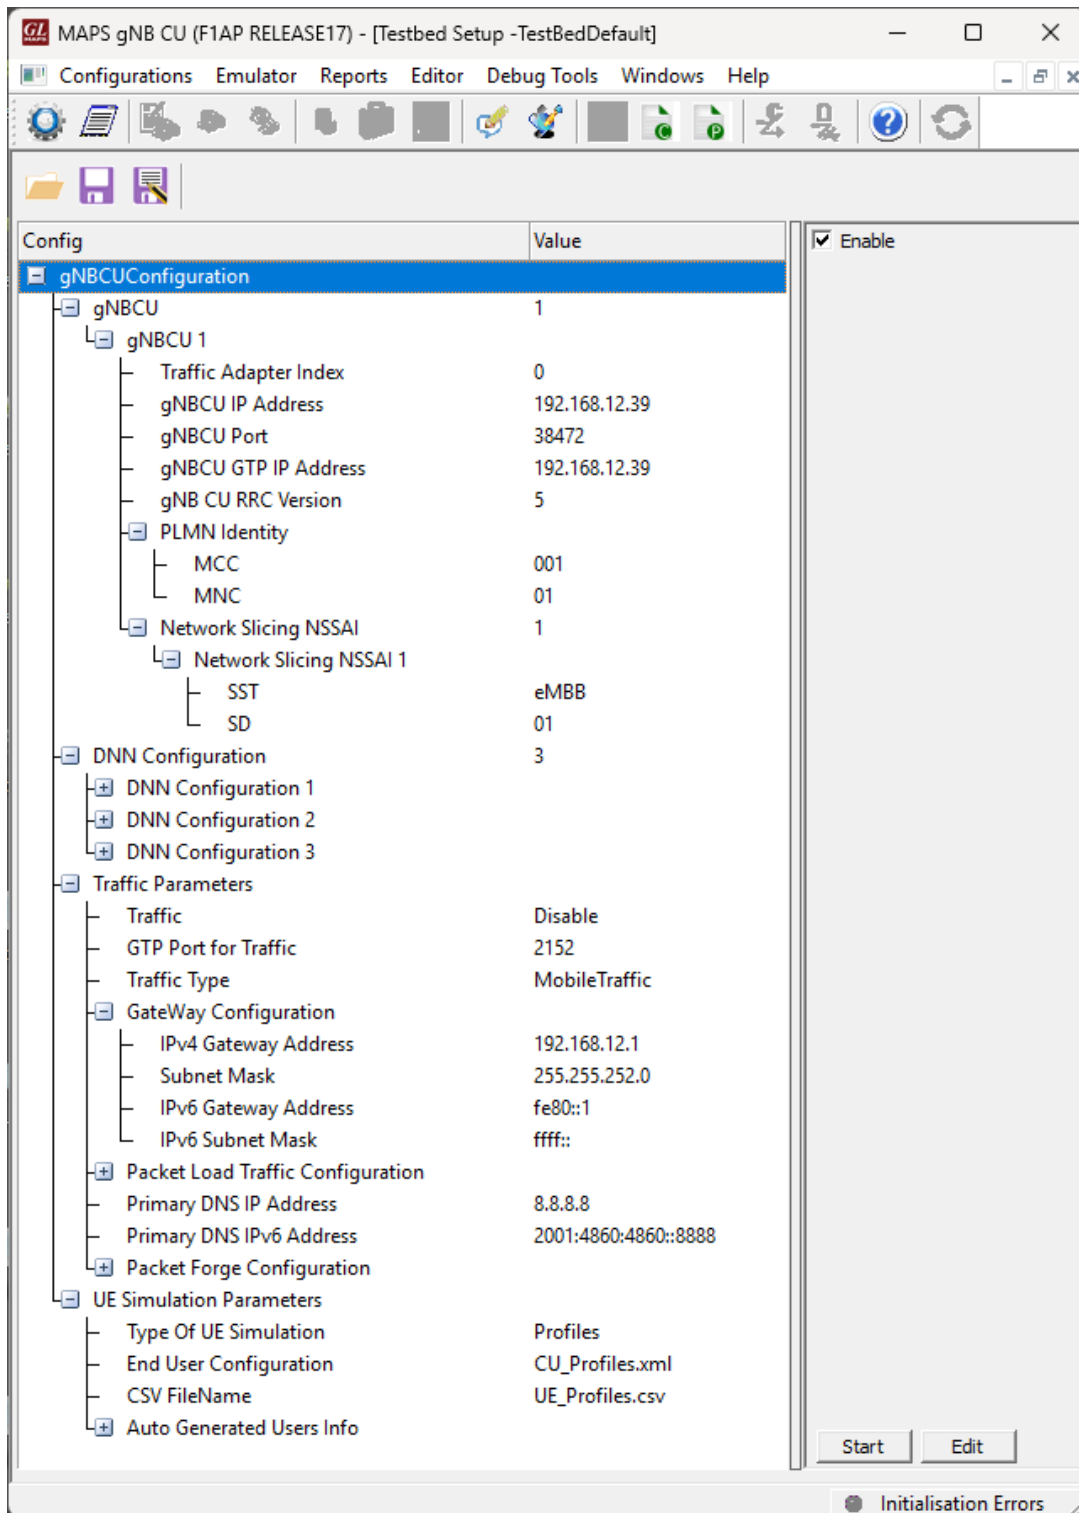 GL MAPS MAPS gNB CU (F1AP RELEASE17) - [Testbed Setup -TestBedDefault]
Configurations Emulator Reports Editor Debug Tools Windows Help
Config Value Enable
gNBCUConfiguration
gNBCU 1
gNBCU 1
Traffic Adapter Index 0
gNBCU IP Address 192.168.12.39
gNBCU Port 38472
gNBCU GTP IP Address 192.168.12.39
gNB CU RRC Version 5
PLMN Identity
MCC 001
MNC 01
Network Slicing NSSAI 1
Network Slicing NSSAI 1
SST eMBB
SD 01
DNN Configuration 3
DNN Configuration 1
DNN Configuration 2
DNN Configuration 3
Traffic Parameters
Traffic Disable
GTP Port for Traffic 2152
Traffic Type MobileTraffic
GateWay Configuration
IPv4 Gateway Address 192.168.12.1
Subnet Mask 255.255.252.0
IPv6 Gateway Address fe80::1
IPv6 Subnet Mask ffff::
Packet Load Traffic Configuration
Primary DNS IP Address 8.8.8.8
Primary DNS IPv6 Address 2001:4860:4860::8888
Packet Forge Configuration
UE Simulation Parameters
Type Of UE Simulation Profiles
End User Configuration CU_Profiles.xml
CSV FileName UE_Profiles.csv
Auto Generated Users Info
Start Edit
Initialisation Errors